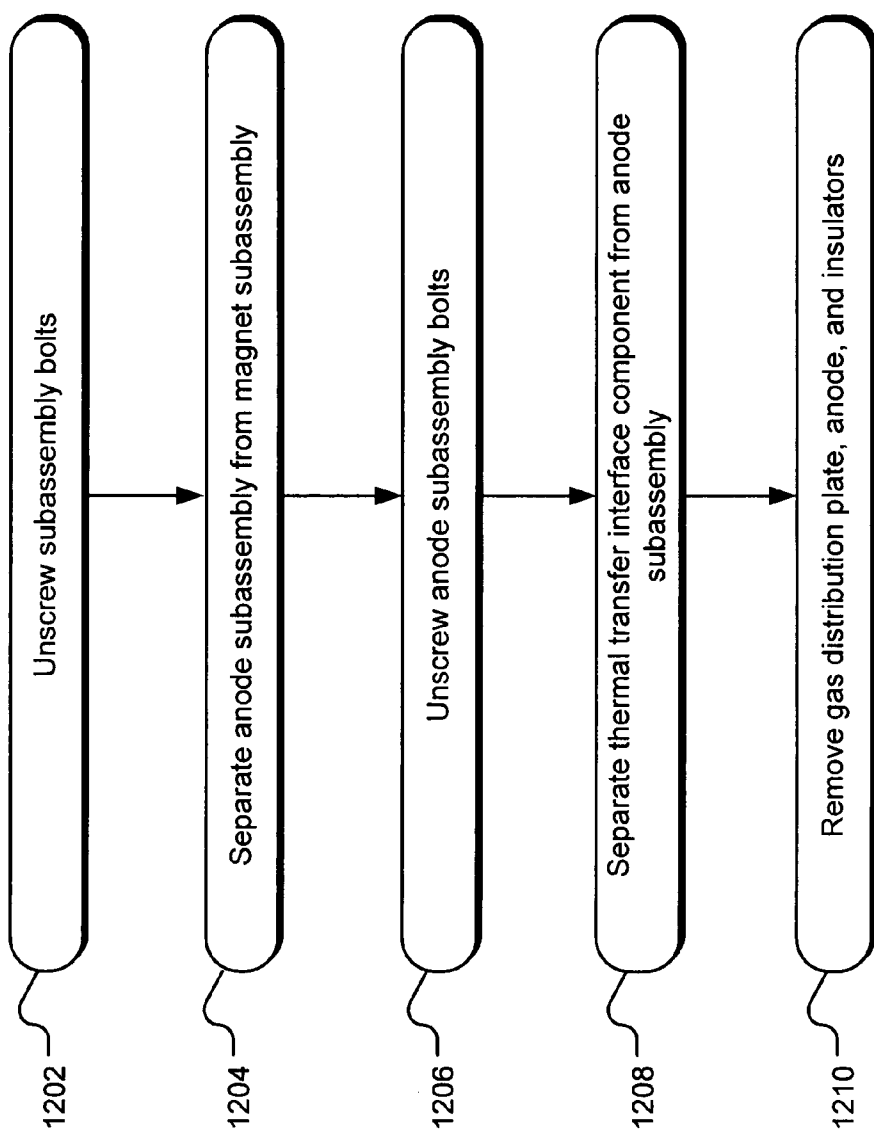 1202
Unscrew subassembly bolts
1204
Separate anode subassembly from magnet subassembly
1206
Unscrew anode subassembly bolts
1208
Separate thermal transfer interface component from anode
subassembly
1210
Remove gas distribution plate, anode, and insulators